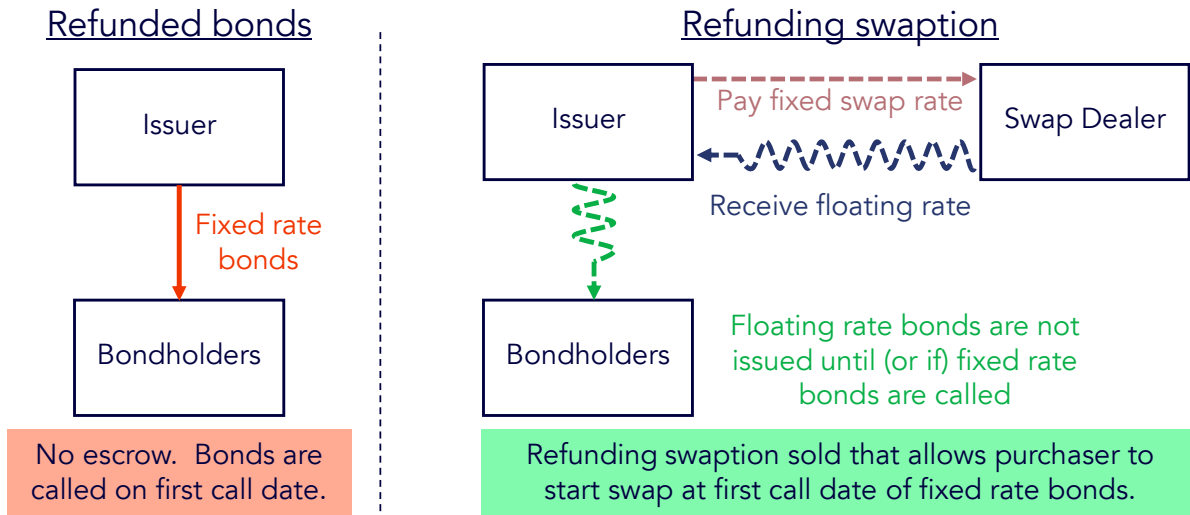 Refunded bonds
Issuer
Fixed rate
bonds
Bondholders
No escrow.  Bonds are
called on first call date.
Refunding swaption
Issuer
Pay fixed swap rate
Swap Dealer
Receive floating rate
Bondholders
Floating rate bonds are not
issued until (or if) fixed rate
bonds are called
Refunding swaption sold that allows purchaser to
start swap at first call date of fixed rate bonds.